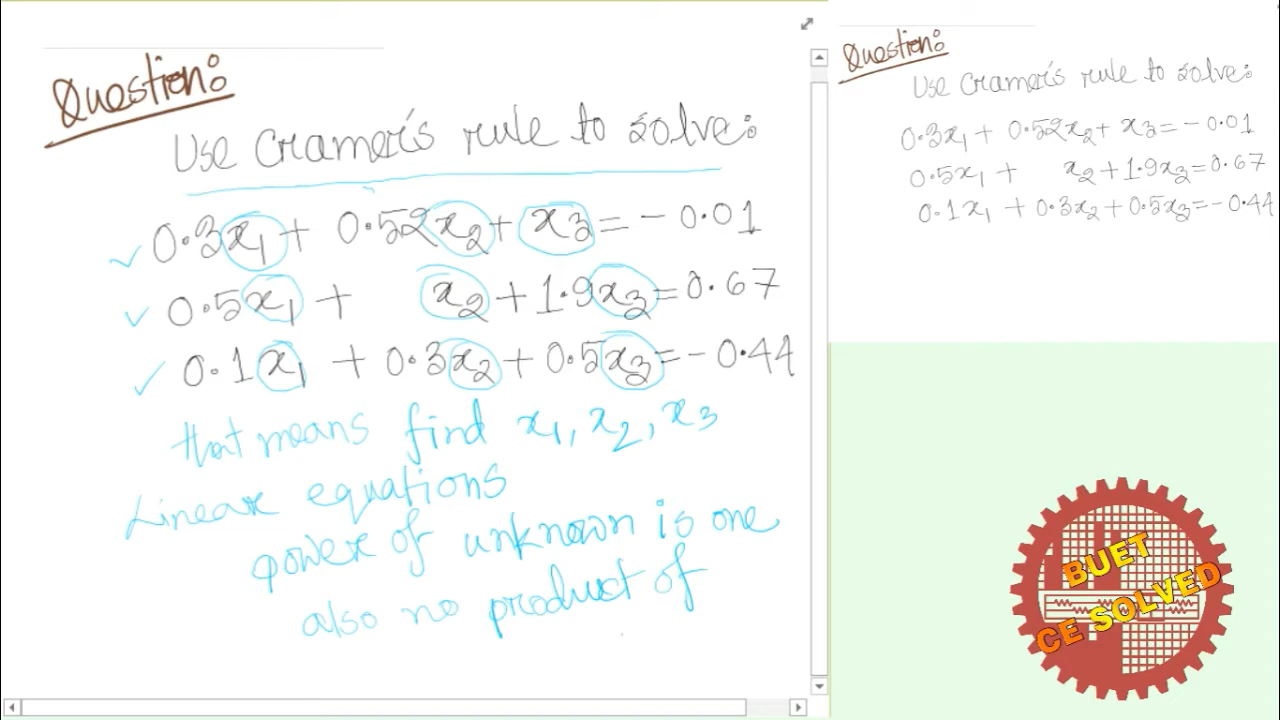 Question:
Use Cramer's rule to solve:
0.3x₁ + 0.52x₂ + x₃ = - 0.01
0.5x₁ + x₂ + 1.9x₃ = 0.67
0.1x₁ + 0.3x₂ + 0.5x₃ = - 0.44
that means find x₁, x₂, x₃
Linear equations
power of unknown is one
also no product of
Question:
Use Cramer's rule to solve:
0.3x₁ + 0.52x₂ + x₃ = - 0.01
0.5x₁ + x₂ + 1.9x₃ = 0.67
0.1x₁ + 0.3x₂ + 0.5x₃ = - 0.44
BUET
CE SOLVED